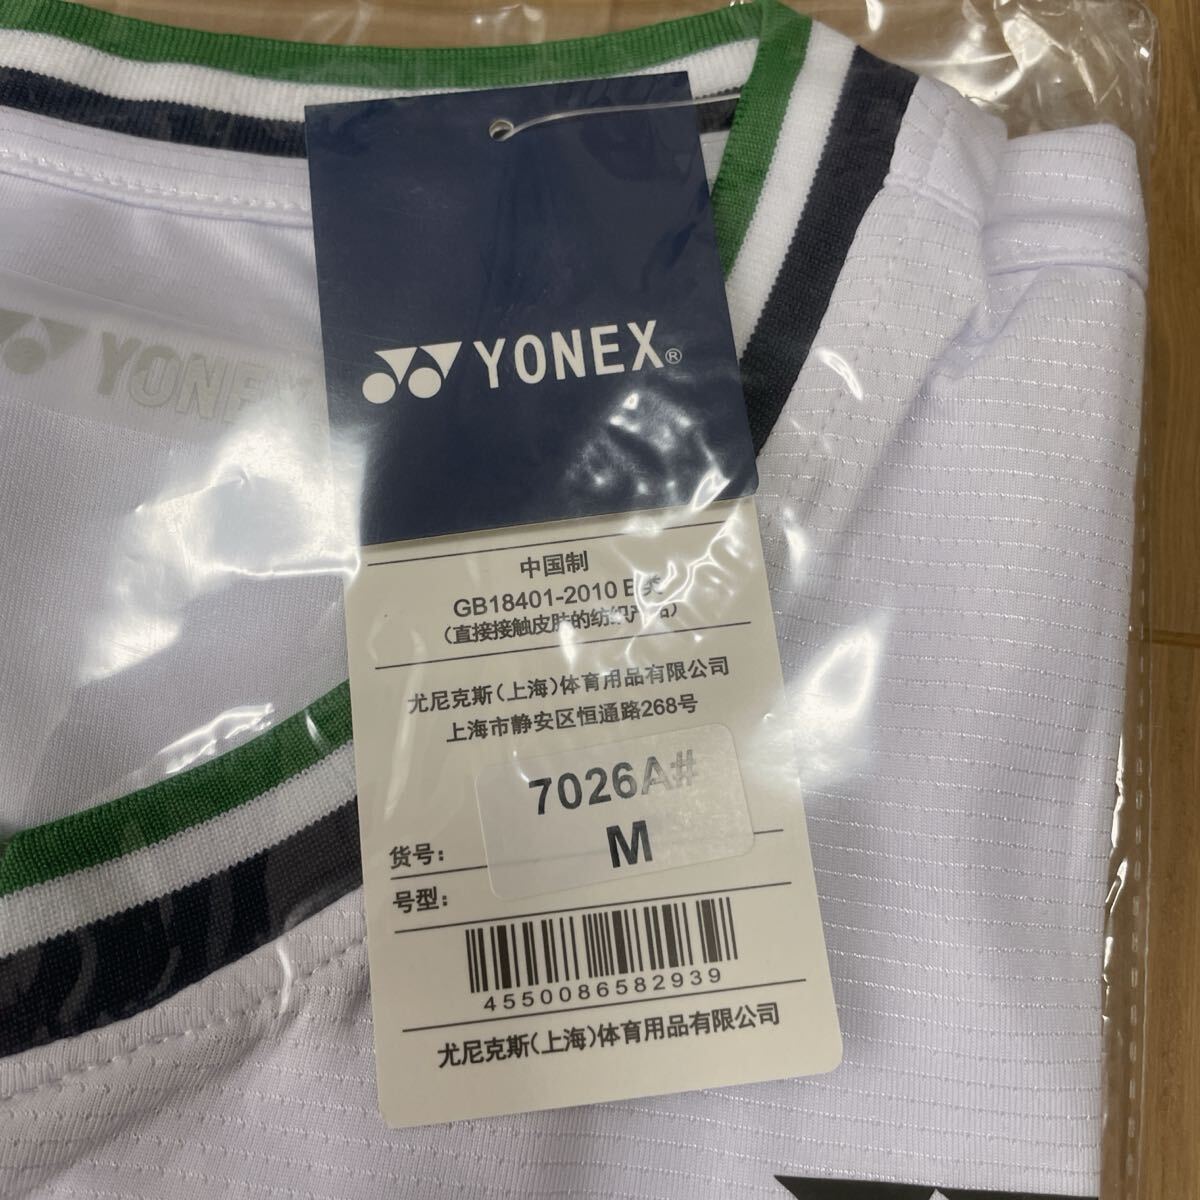 YONEX®
YONEX
中国制
GB18401-2010 B类
（直接接触皮肤的纺织产品）
尤尼克斯（上海）体育用品有限公司
上海市静安区恒通路268号
7026A#
M
货号：
号型：
4550086582939
尤尼克斯（上海）体育用品有限公司